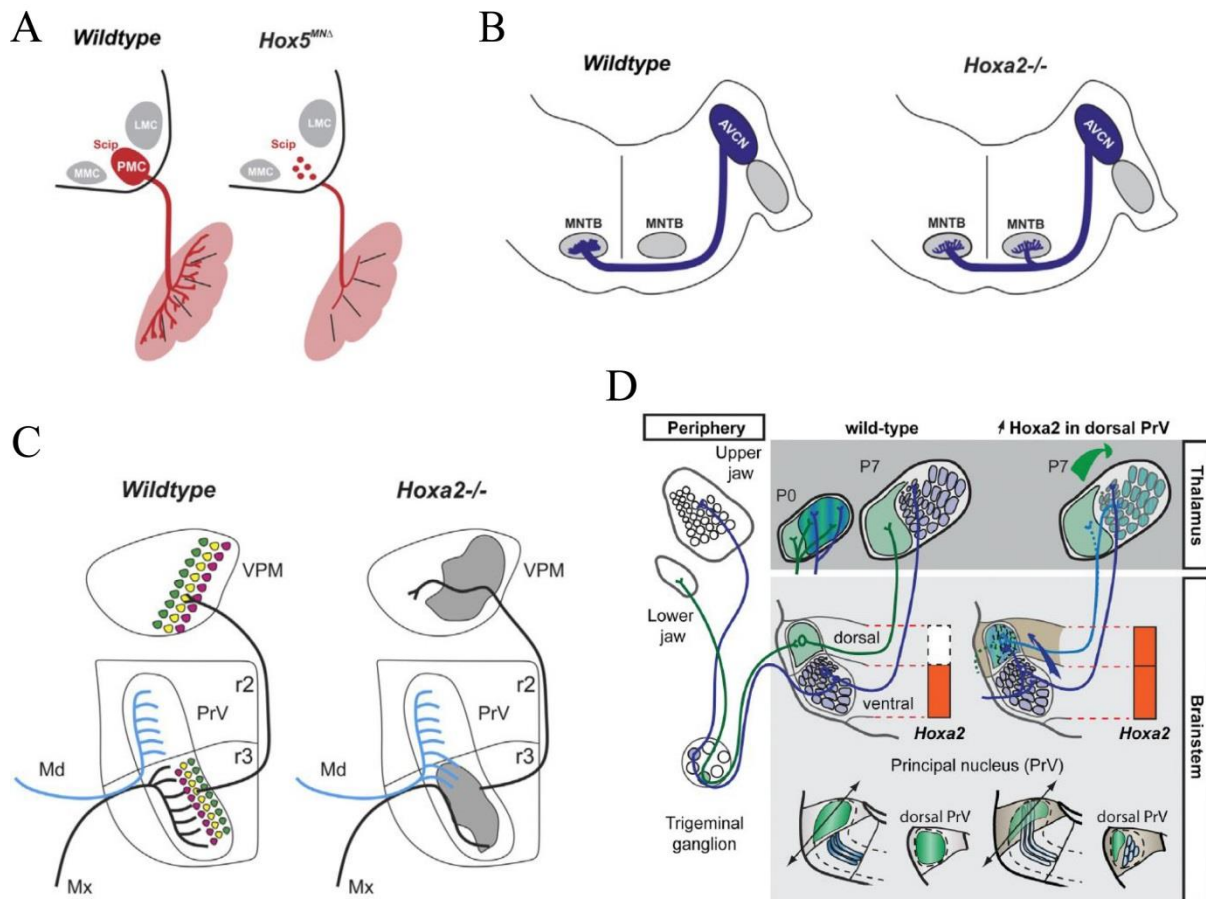 A
Wildtype
Hox5MNΔ
LMC
Scip
PMC
MMC
LMC
Scip
MMC
B
Wildtype
Hoxa2-/-
AVCN
MNTB
MNTB
AVCN
MNTB
MNTB
C
Wildtype
Hoxa2-/-
VPM
VPM
r2
PrV
r3
Md
Mx
r2
PrV
r3
Md
Mx
D
Periphery
wild-type
Hoxa2 in dorsal PrV
Upper jaw
P0
P7
P7
Thalamus
Lower jaw
dorsal
ventral
Hoxa2
Hoxa2
Brainstem
Principal nucleus (PrV)
Trigeminal ganglion
dorsal PrV
dorsal PrV